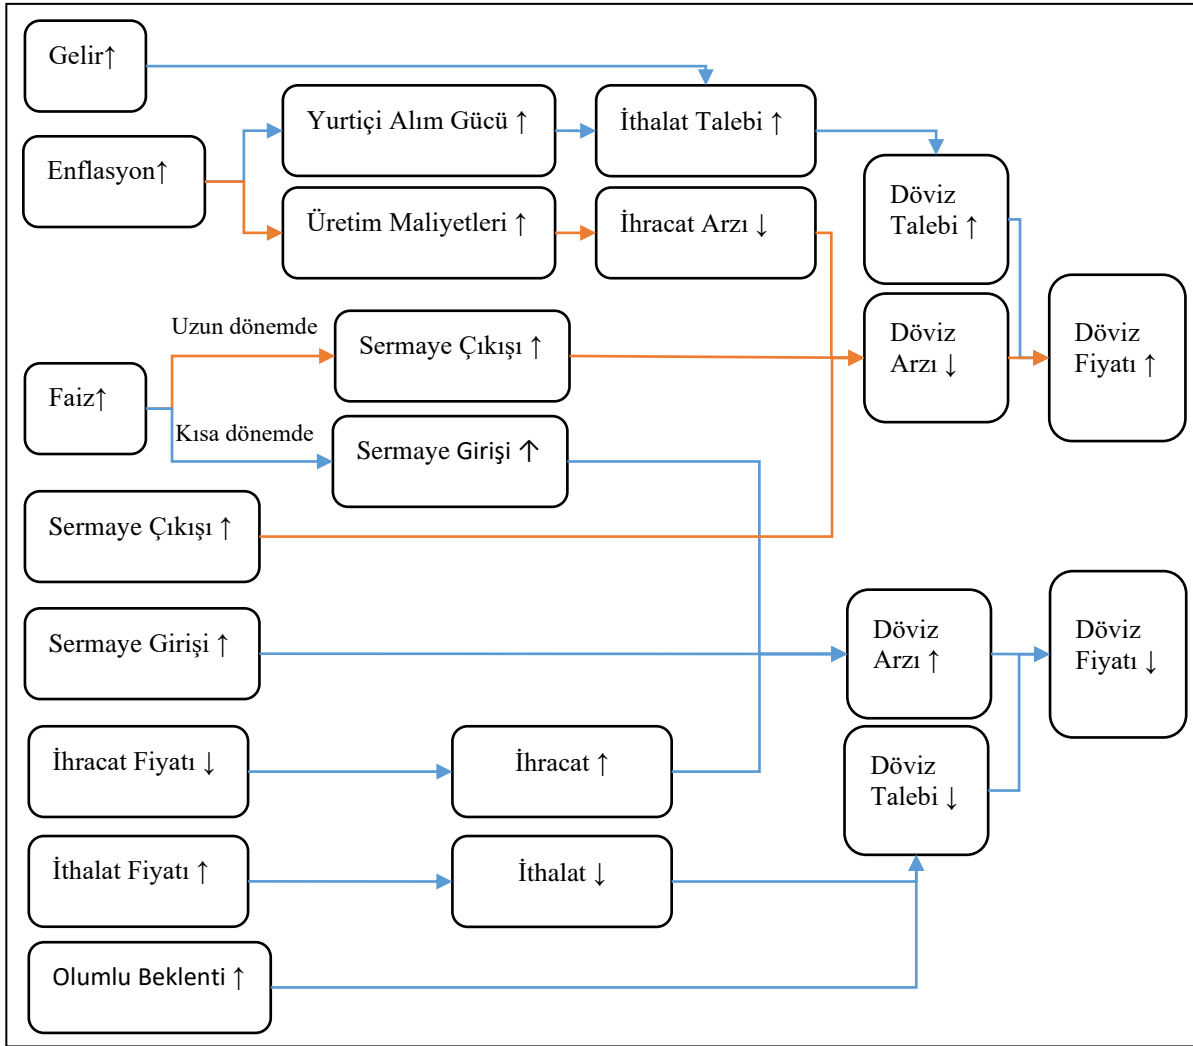 Gelir↑
Yurtiçi Alım Gücü ↑
İthalat Talebi ↑
Enflasyon↑
Döviz
Talebi ↑
Üretim Maliyetleri ↑
İhracat Arzı ↓
Uzun dönemde
Sermaye Çıkışı ↑
Döviz
Arzı ↓
Döviz
Fiyatı ↑
Faiz↑
Kısa dönemde
Sermaye Girişi ↑
Sermaye Çıkışı ↑
Sermaye Girişi ↑
Döviz
Arzı ↑
Döviz
Fiyatı ↓
İhracat Fiyatı ↓
İhracat ↑
Döviz
Talebi ↓
İthalat Fiyatı ↑
İthalat ↓
Olumlu Beklenti ↑